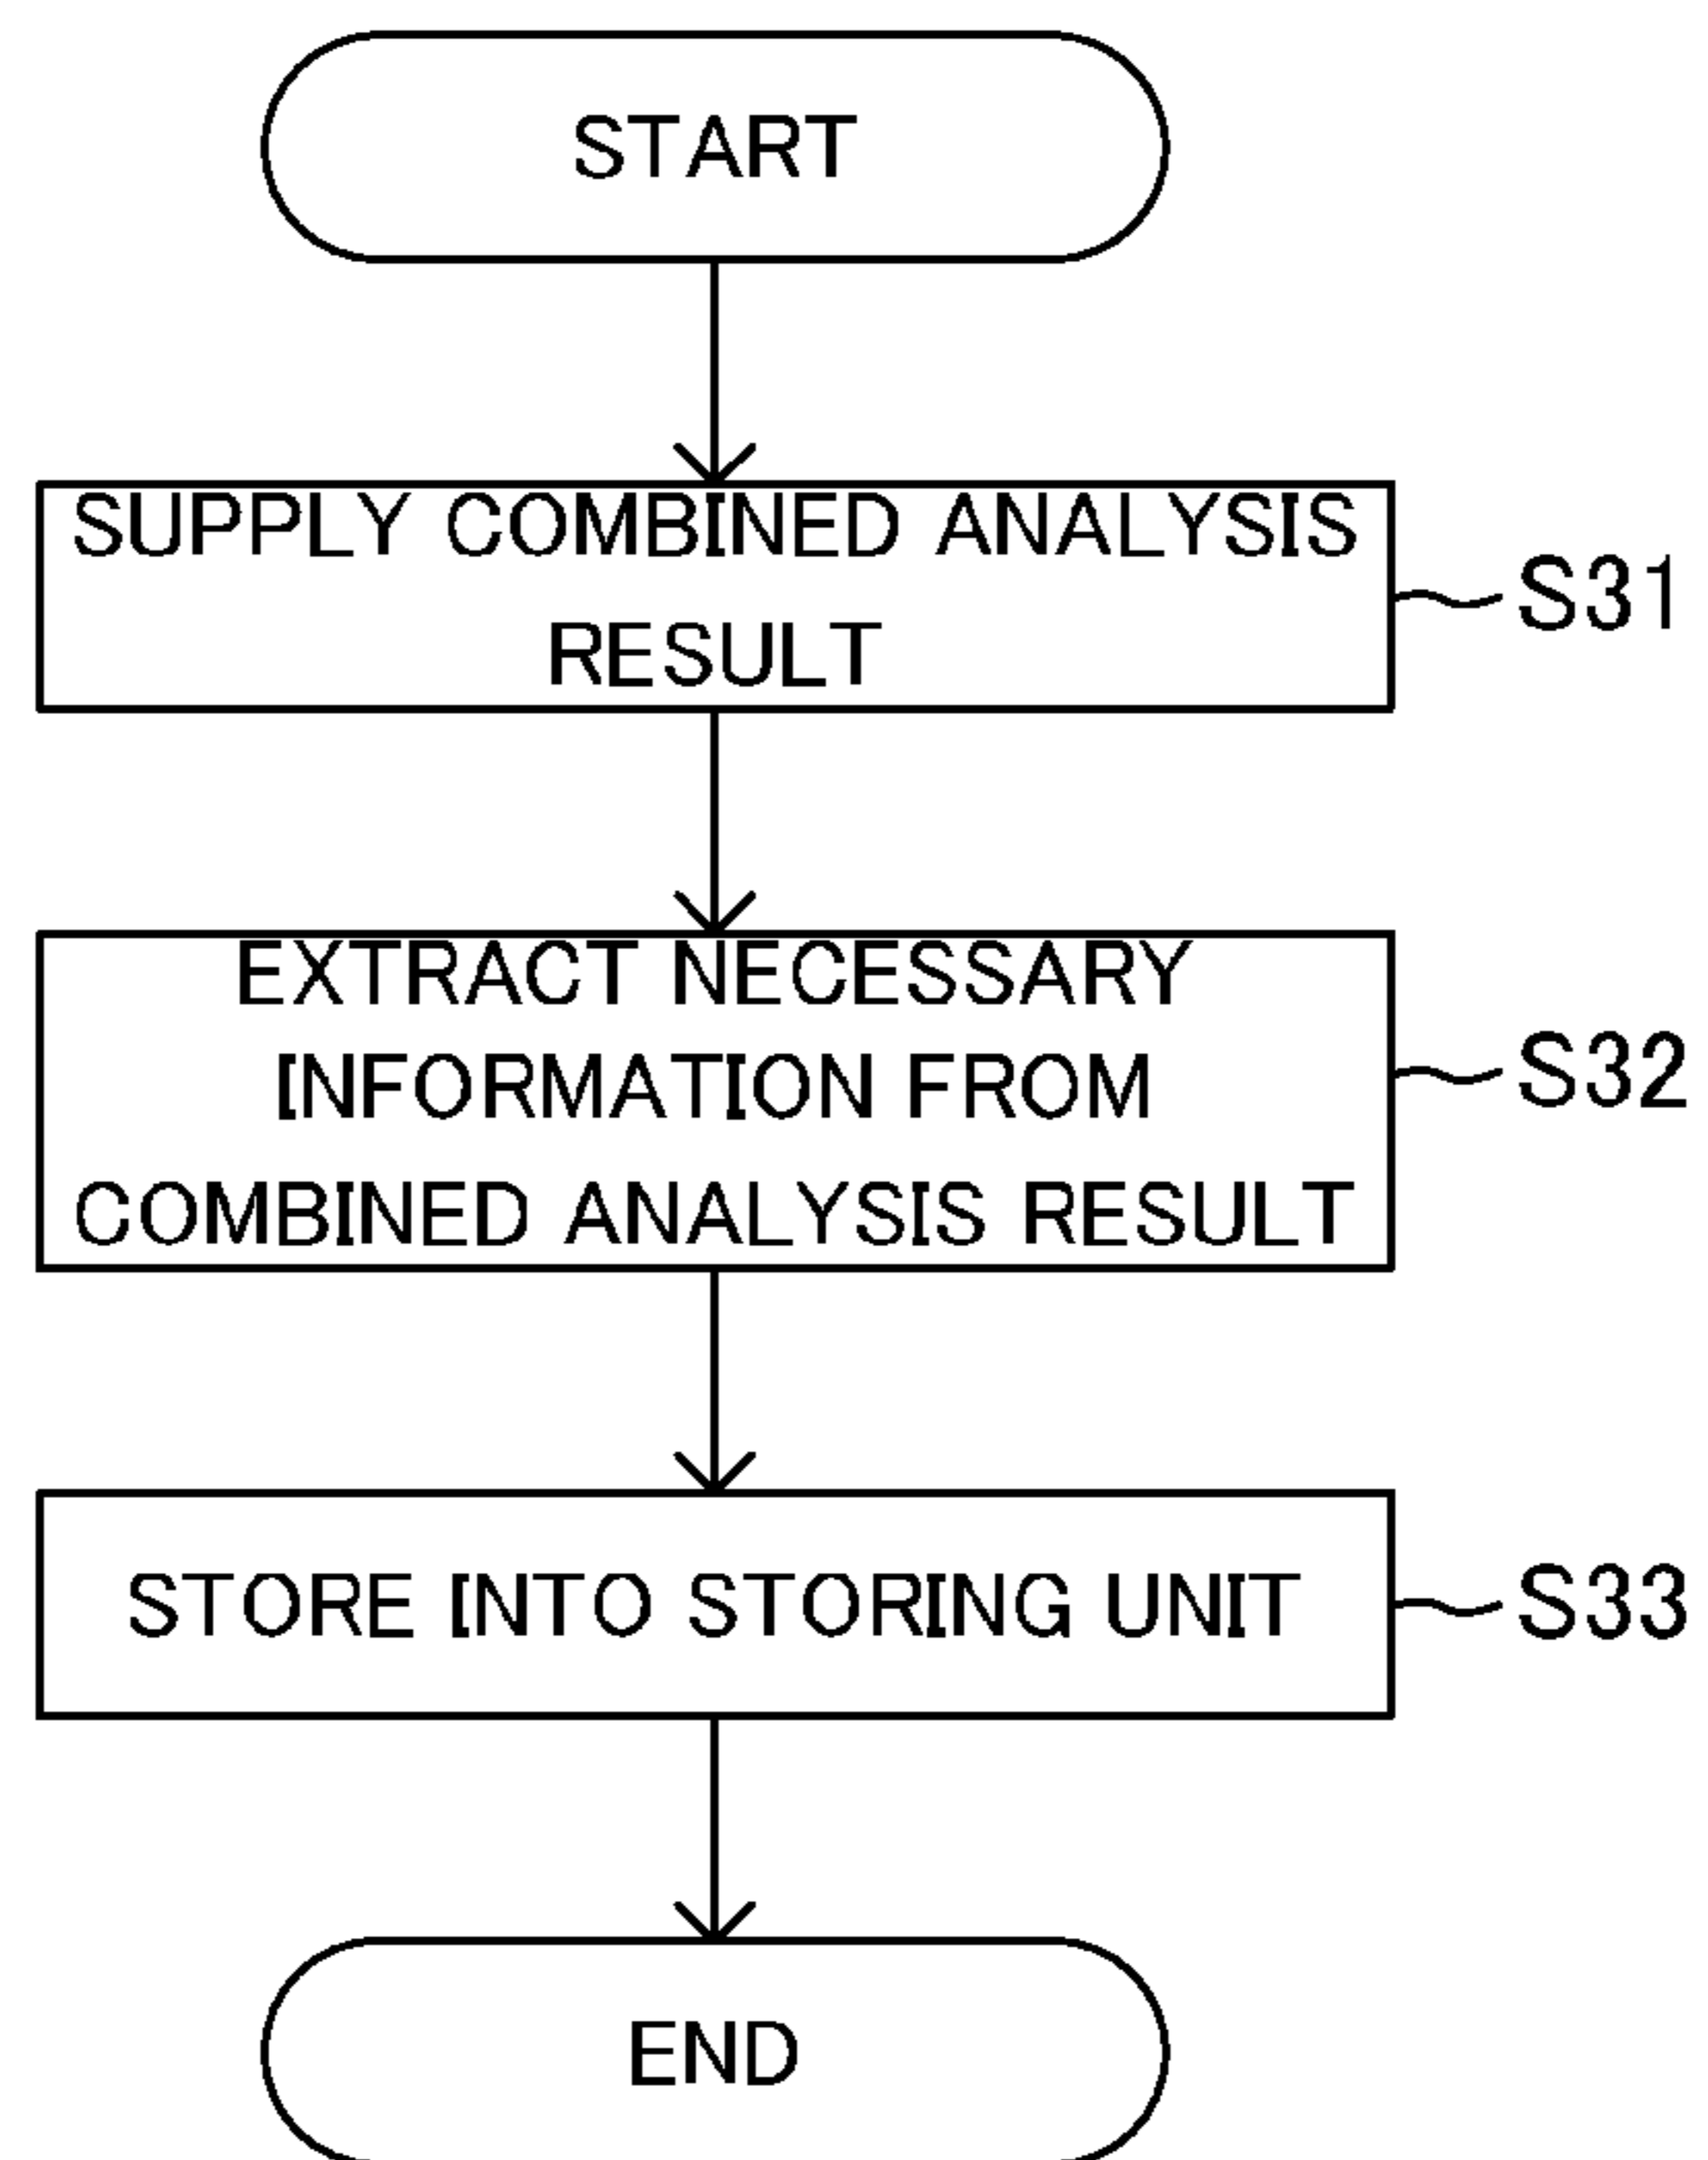 START
SUPPLY COMBINED ANALYSIS
RESULT
S31
EXTRACT NECESSARY
INFORMATION FROM
COMBINED ANALYSIS RESULT
S32
STORE INTO STORING UNIT
S33
END